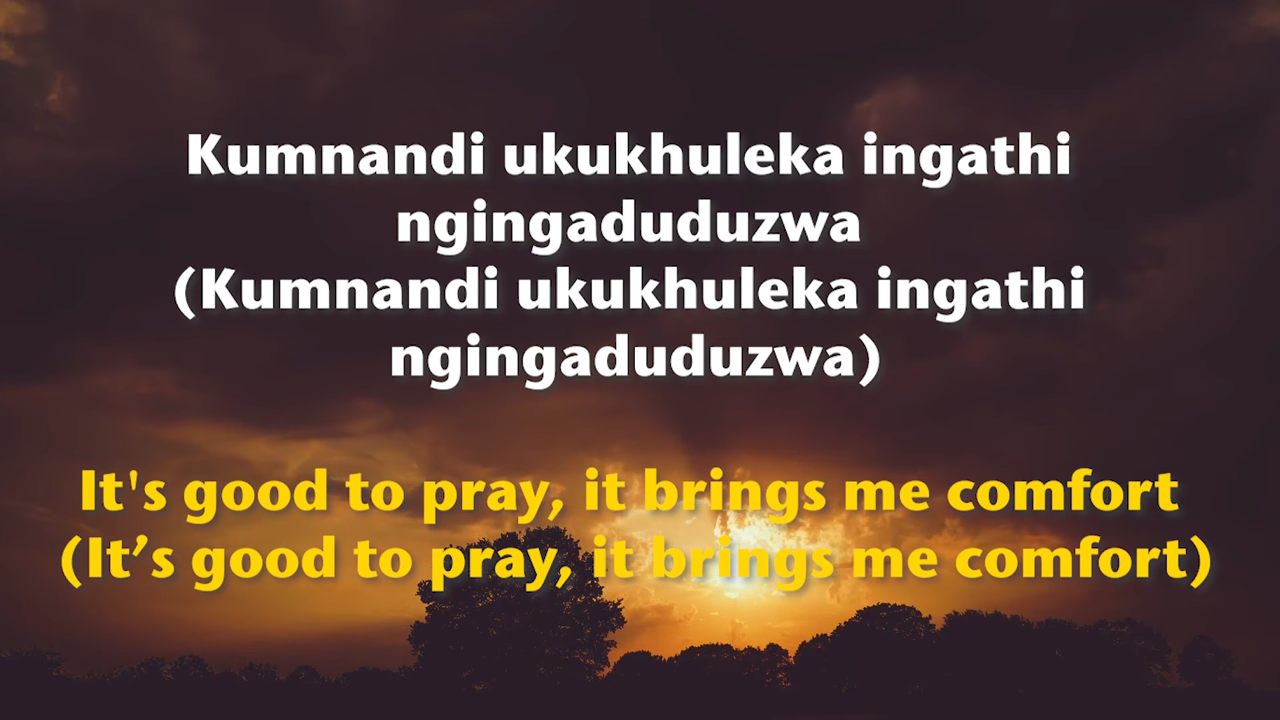 Kumnandi ukukhuleka ingathi
ngingaduduzwa
(Kumnandi ukukhuleka ingathi
ngingaduduzwa)
It's good to pray, it brings me comfort
(It’s good to pray, it brings me comfort)